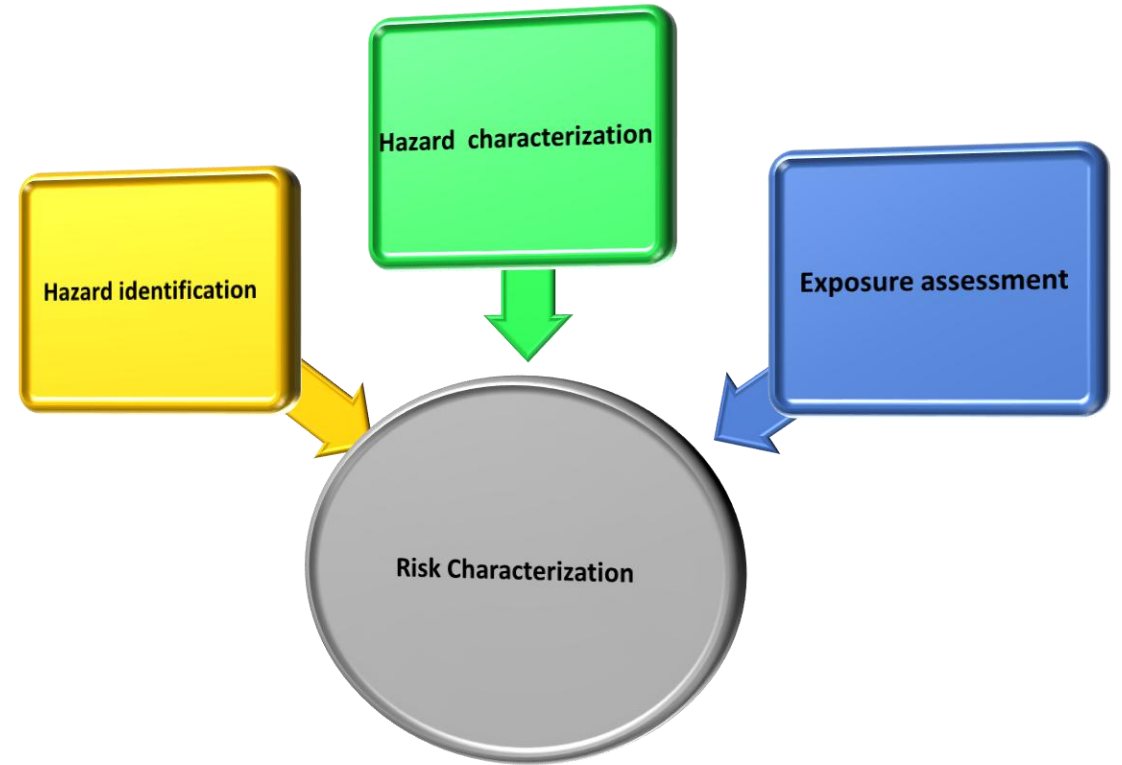 Hazard  characterization
Hazard identification
Exposure assessment
Risk Characterization